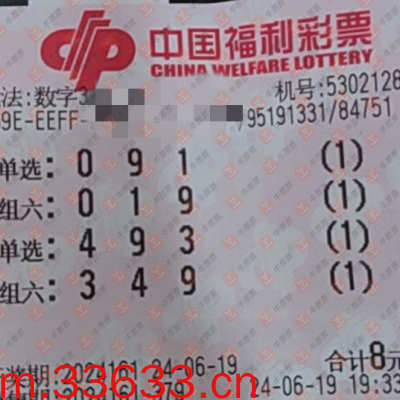 中国福利彩票
CHINA WELFARE LOTTERY
机号:5302128
法:数字3
9E-EEFF-
95191331/84751
单选: 0 9 1 (1)
组六: 0 1 9 (1)
单选: 4 9 3 (1)
组六: 3 4 9 (1)
奖期: 2024161 24-06-19 合计8元
m.33633.cn
24-06-19 19:33